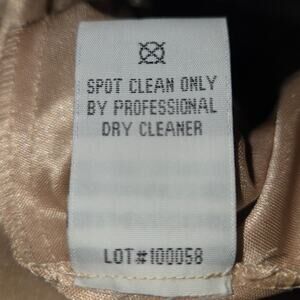 SPOT CLEAN ONLY
BY PROFESSIONAL
DRY CLEANER
LOT#100058